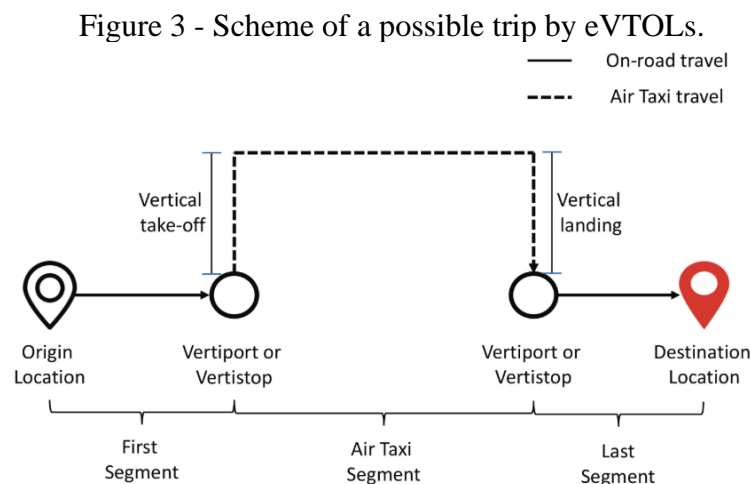 Figure 3 - Scheme of a possible trip by eVTOLs.
On-road travel
Air Taxi travel
Vertical
take-off
Vertical
landing
Origin
Location
Vertiport or
Vertistop
Vertiport or
Vertistop
Destination
Location
First
Segment
Air Taxi
Segment
Last
Segment